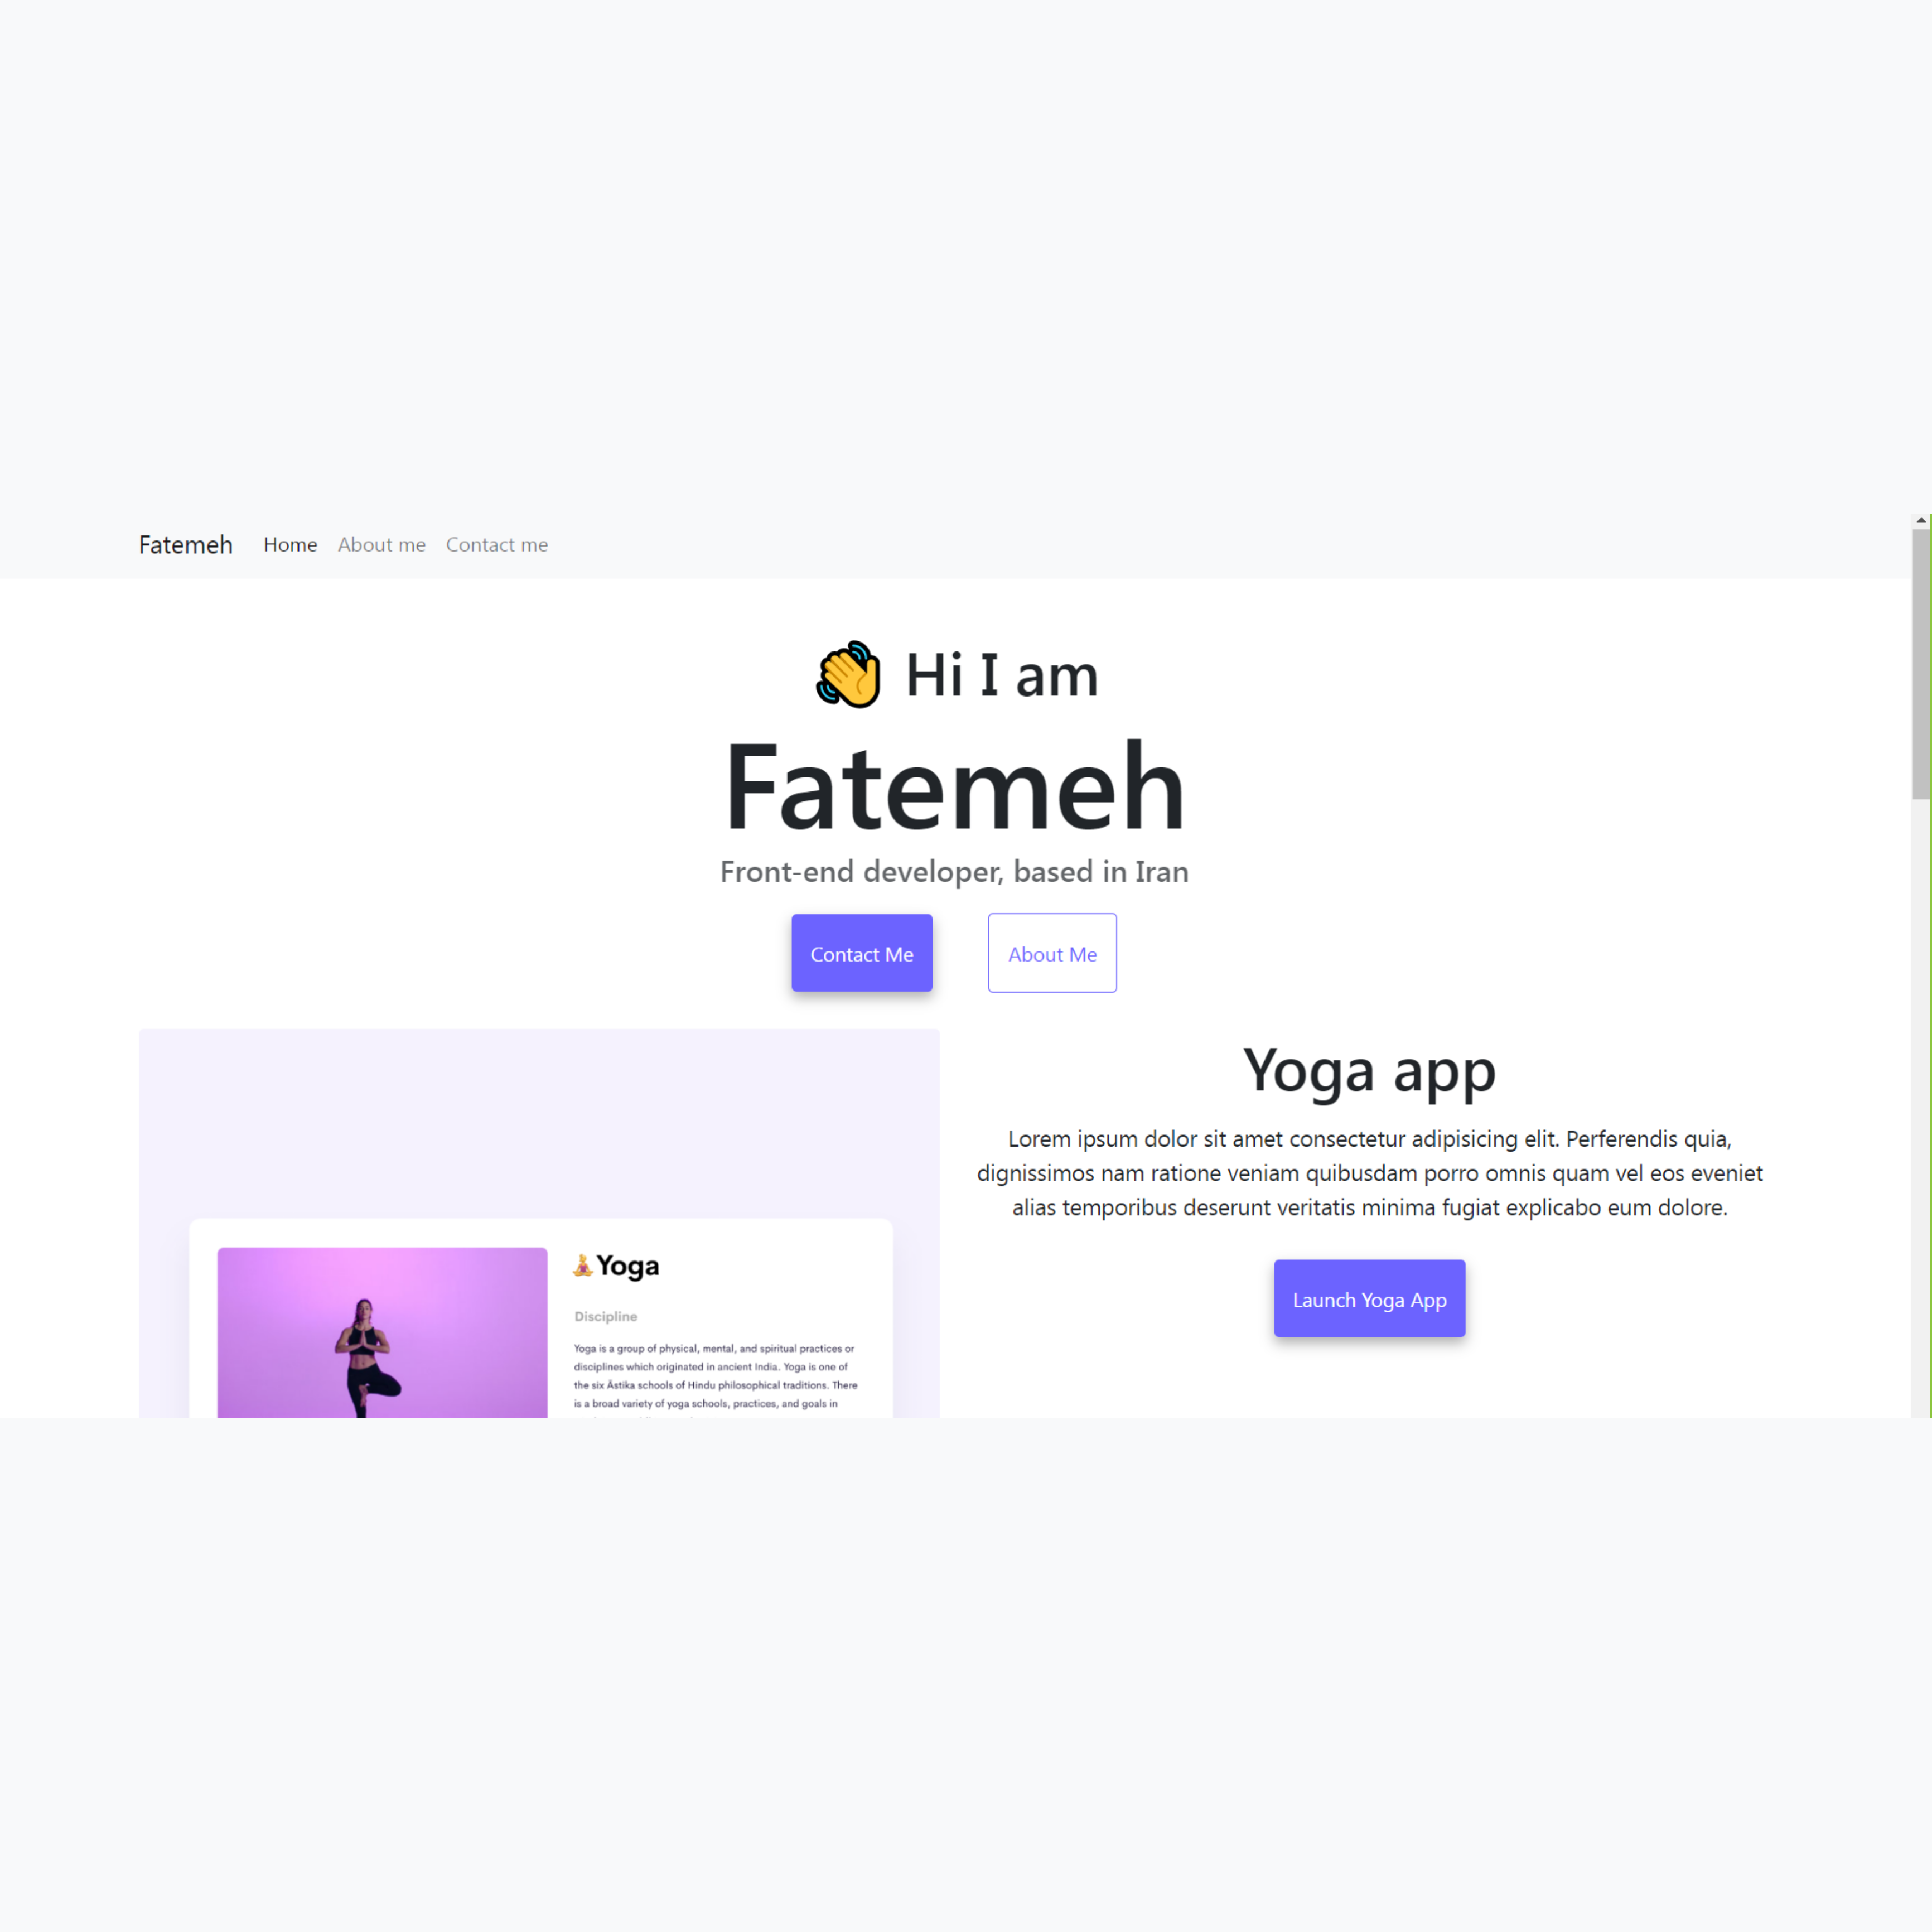 Fatemeh Home About me Contact me
Hi I am
Fatemeh
Front-end developer, based in Iran
Contact Me
About Me
Yoga app
Lorem ipsum dolor sit amet consectetur adipisicing elit. Perferendis quia,
dignissimos nam ratione veniam quibusdam porro omnis quam vel eos eveniet
alias temporibus deserunt veritatis minima fugiat explicabo eum dolore.
Launch Yoga App
Yoga
Discipline
Yoga is a group of physical, mental, and spiritual practices or
disciplines which originated in ancient India. Yoga is one of
the six Āstika schools of Hindu philosophical traditions. There
is a broad variety of yoga schools, practices, and goals in